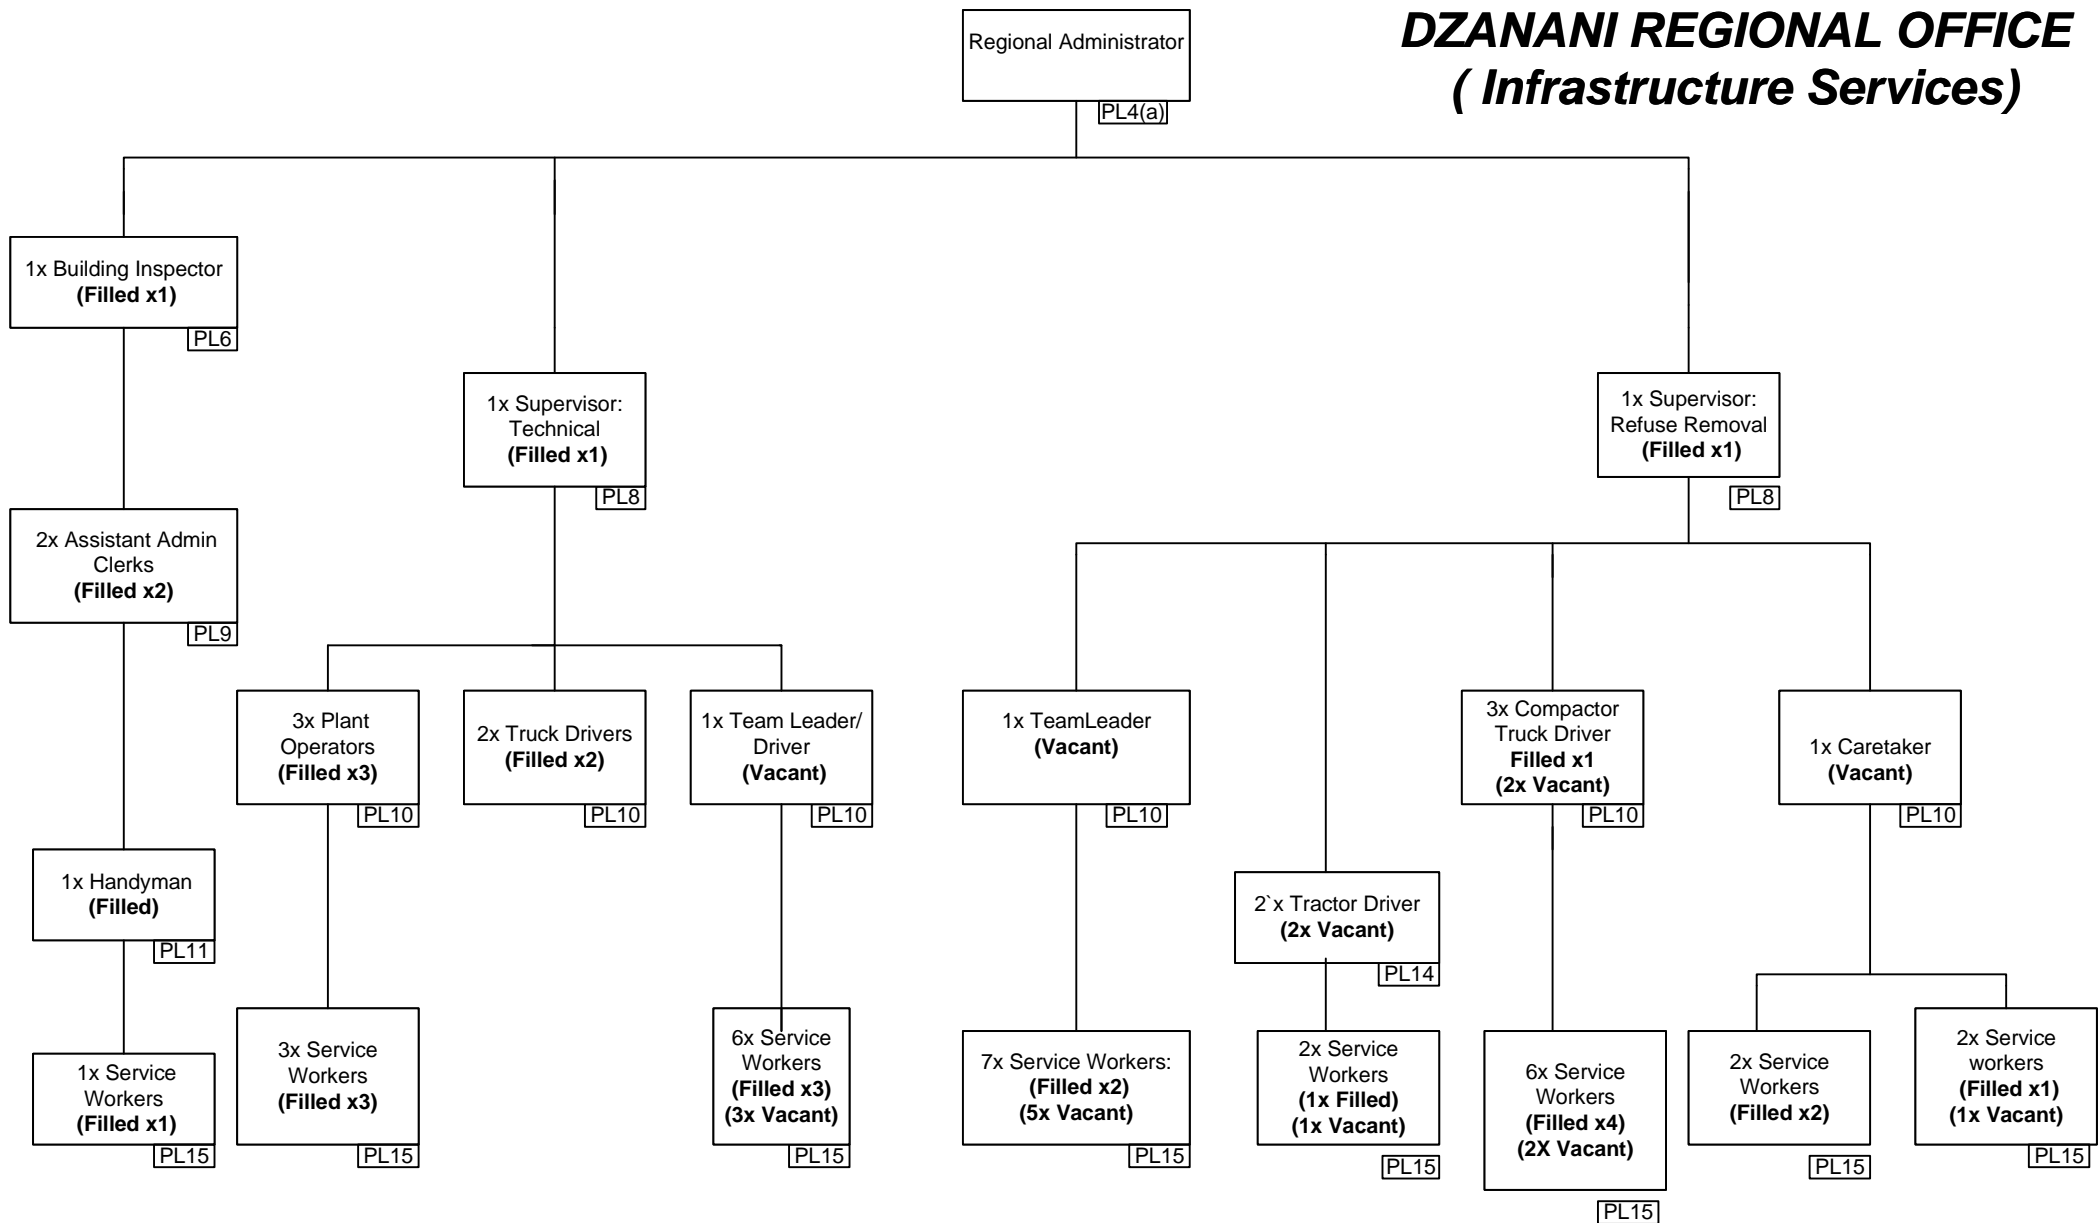 DZANANI REGIONAL OFFICE
( Infrastructure Services)
Regional Administrator
PL4(a)
1x Building Inspector
(Filled x1)
PL6
1x Supervisor:
Technical
(Filled x1)
PL8
1x Supervisor:
Refuse Removal
(Filled x1)
PL8
2x Assistant Admin
Clerks
(Filled x2)
PL9
3x Plant
Operators
(Filled x3)
PL10
2x Truck Drivers
(Filled x2)
PL10
1x Team Leader/
Driver
(Vacant)
PL10
1x TeamLeader
(Vacant)
PL10
3x Compactor
Truck Driver
Filled x1
(2x Vacant)
PL10
1x Caretaker
(Vacant)
PL10
1x Handyman
(Filled)
PL11
2`x Tractor Driver
(2x Vacant)
PL14
1x Service
Workers
(Filled x1)
PL15
3x Service
Workers
(Filled x3)
PL15
6x Service
Workers
(Filled x3)
(3x Vacant)
PL15
7x Service Workers:
(Filled x2)
(5x Vacant)
PL15
2x Service
Workers
(1x Filled)
(1x Vacant)
PL15
6x Service
Workers
(Filled x4)
(2X Vacant)
PL15
2x Service
Workers
(Filled x2)
PL15
2x Service
workers
(Filled x1)
(1x Vacant)
PL15